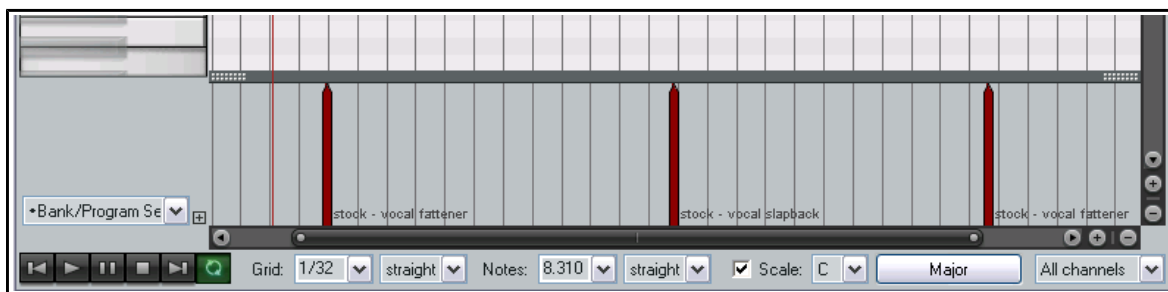 stock - vocal fattener
stock - vocal slapback
stock - vocal fattener
•Bank/Program Se
Grid: 1/32 straight Notes: 8.310 straight Scale: C Major All channels